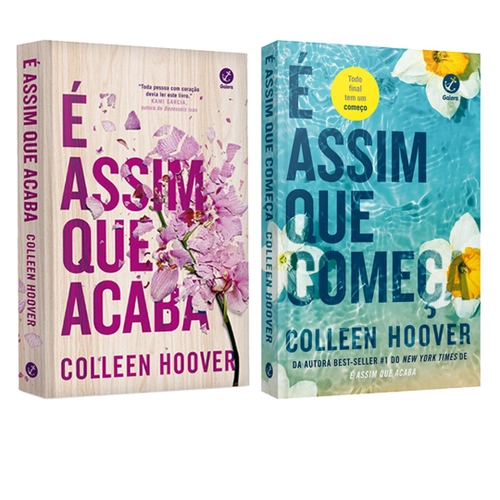 É ASSIM QUE ACABA
COLLEEN HOOVER
Galera
"Toda pessoa com coração
devia ler este livro."
KAMI GARCIA,
É
ASSIM
QUE
ACABA
COLLEEN HOOVER
É ASSIM QUE COMEÇA
COLLEEN HOOVER
Galera
Todo
final
tem um
começo
É
ASSIM
QUE
COMEÇA
COLLEEN HOOVER
DA AUTORA BEST-SELLER #1 DO NEW YORK TIMES DE
É ASSIM QUE ACABA